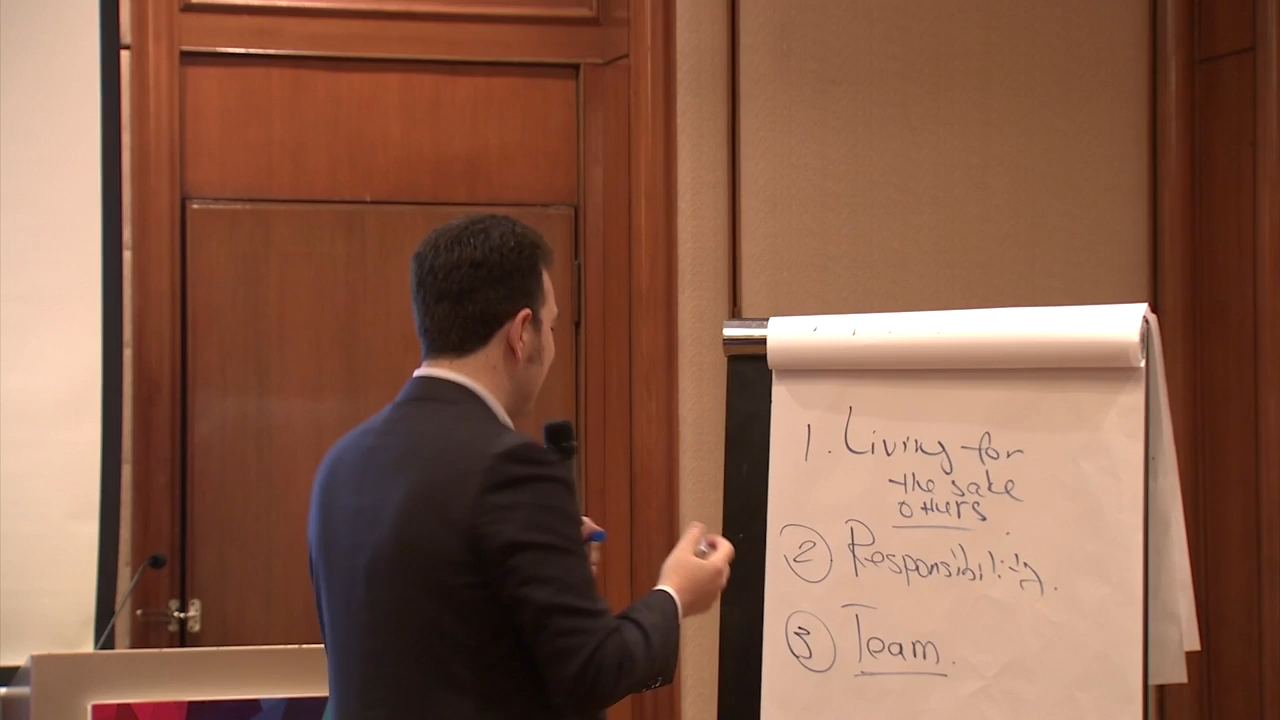 1. Living for
the sake
others
2 Responsibility.
3 Team.